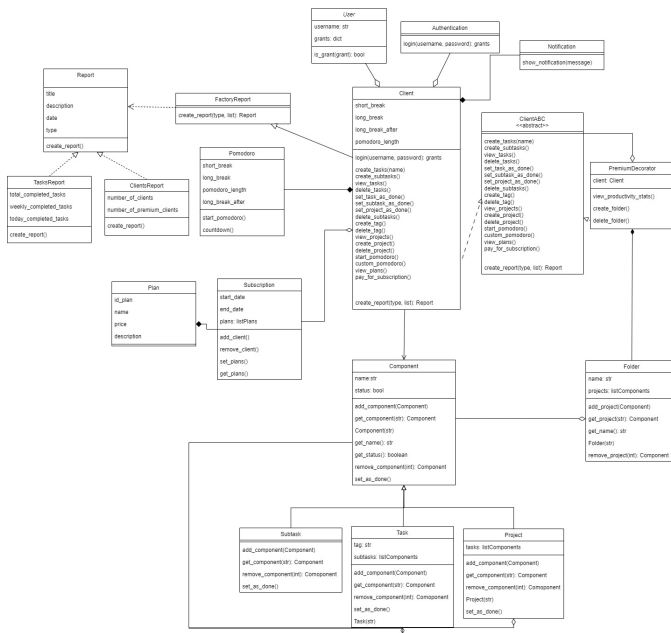 User
username: str
grants: dict
is_grant(grant): bool
Authentication
login(username, password): grants
Notification
show_notification(message)
Report
title
description
date
type
create_report()
FactoryReport
create_report(type, list): Report
Client
short_break
long_break
long_break_after
pomodoro_length
login(username, password): grants
create_tasks(name)
create_subtasks()
view_tasks()
delete_tasks()
set_task_as_done()
set_subtask_as_done()
set_project_as_done()
delete_subtasks()
create_tag()
delete_tag()
view_projects()
create_project()
delete_project()
start_pomodoro()
custom_pomodoro()
view_plans()
pay_for_subscription()
create_report(type, list): Report
ClientABC
<<abstract>>
create_tasks(name)
create_subtasks()
view_tasks()
delete_tasks()
set_task_as_done()
set_subtask_as_done()
set_project_as_done()
delete_subtasks()
create_tag()
delete_tag()
view_projects()
create_project()
delete_project()
start_pomodoro()
custom_pomodoro()
view_plans()
pay_for_subscription()
create_report(type, list): Report
PremiumDecorator
client: Client
view_productivity_stats()
create_folder()
delete_folder()
TasksReport
total_completed_tasks
weekly_completed_tasks
today_completed_tasks
create_report()
ClientsReport
number_of_clients
number_of_premium_clients
create_report()
Pomodoro
short_break
long_break
pomodoro_length
long_break_after
start_pomodoro()
countdown()
Plan
id_plan
name
price
description
Subscription
start_date
end_date
plans: listPlans
add_client()
remove_client()
set_plans()
get_plans()
Component
name:str
status: bool
add_component(Component)
get_component(str): Component
Component(str)
get_name(): str
get_status(): boolean
remove_component(int): Component
set_as_done()
Folder
name: str
projects: listComponents
add_project(Component)
get_project(str): Component
get_name(): str
Folder(str)
remove_project(int): Component
Subtask
add_component(Component)
get_component(str): Component
remove_component(int): Comoponent
set_as_done()
Task
tag: str
subtasks: listComponents
add_component(Component)
get_component(str): Component
remove_component(int): Comoponent
set_as_done()
Task(str)
Project
tasks: listComponents
add_component(Component)
get_component(str): Component
remove_component(int): Comoponent
Project(str)
set_as_done()